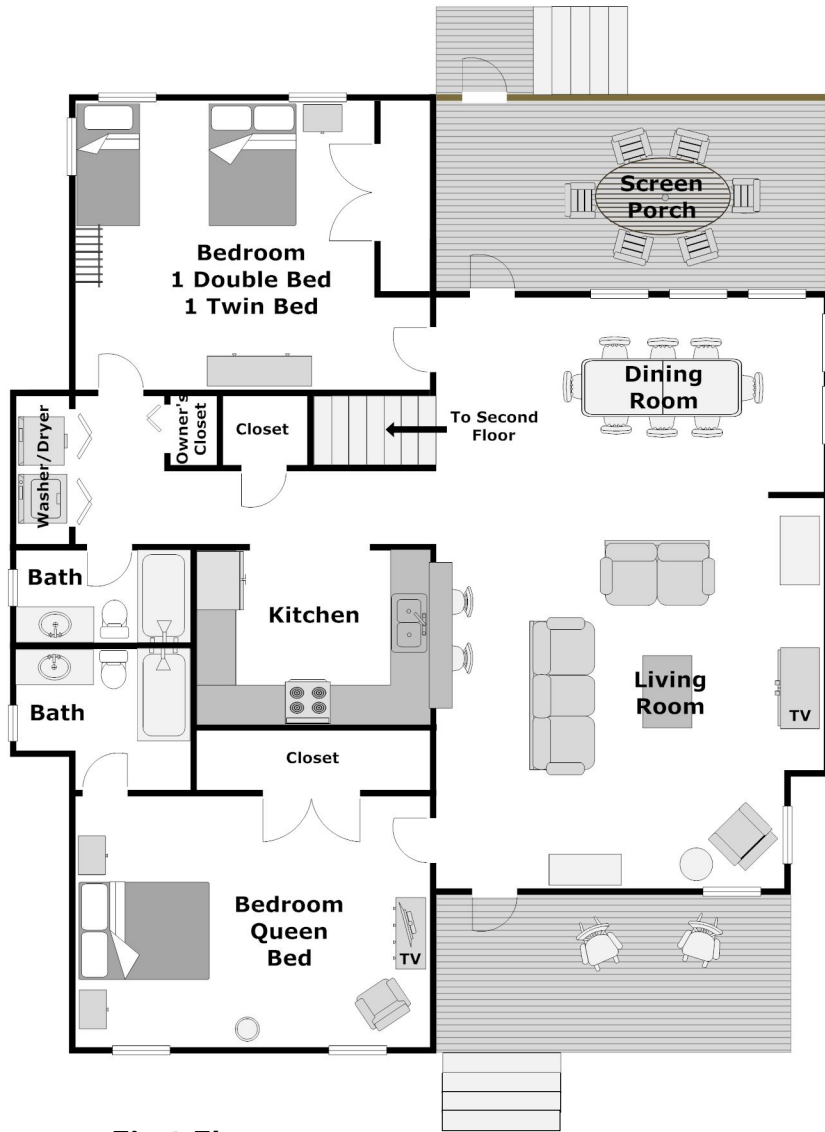 Screen
Porch
Bedroom
1 Double Bed
1 Twin Bed
Dining
Room
Washer/Dryer
Owner's
Closet
Closet
To Second
Floor
Bath
Kitchen
Bath
Living
Room
TV
Closet
Bedroom
Queen
Bed
TV